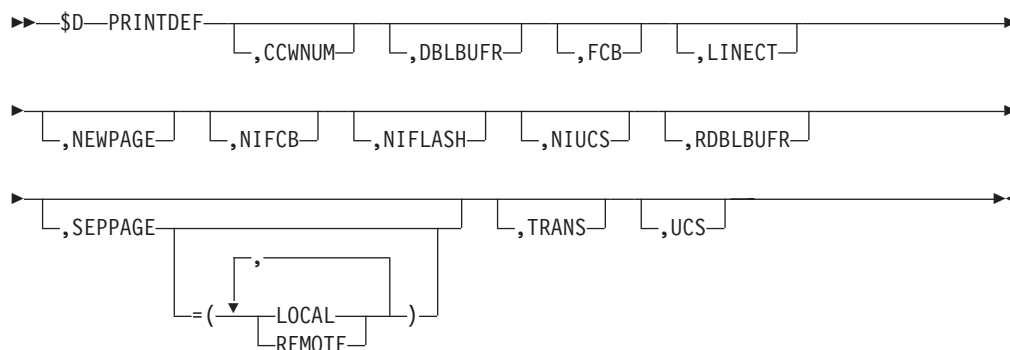 $D PRINTDEF ,CCWNUM ,DBLBUFR ,FCB ,LINECT
,NEWPAGE ,NIFCB ,NIFLASH ,NIUCS ,RDBLBUFR
,SEPPAGE ,TRANS ,UCS
,
=( LOCAL )
REMOTE